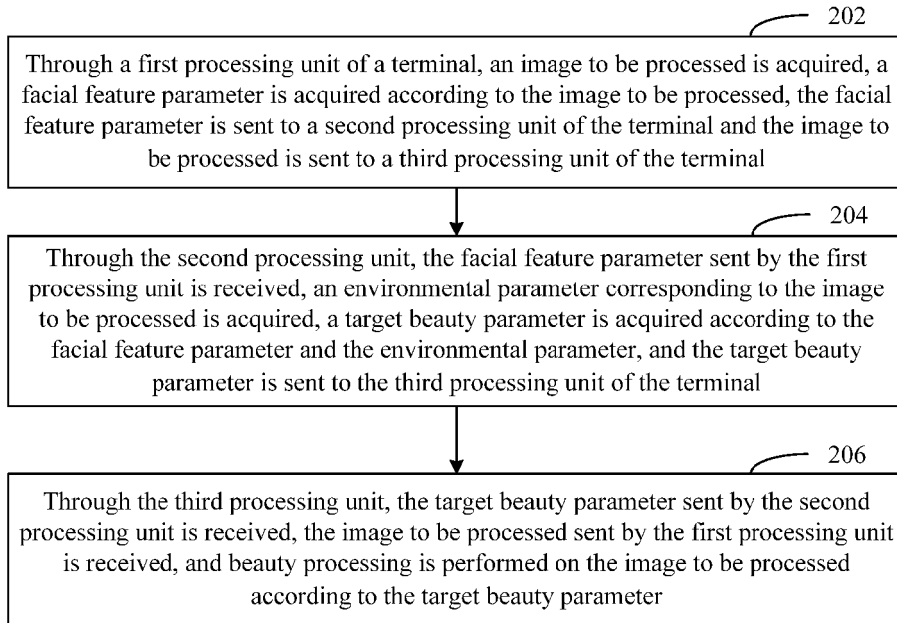 202
Through a first processing unit of a terminal, an image to be processed is acquired, a
facial feature parameter is acquired according to the image to be processed, the facial
feature parameter is sent to a second processing unit of the terminal and the image to
be processed is sent to a third processing unit of the terminal
204
Through the second processing unit, the facial feature parameter sent by the first
processing unit is received, an environmental parameter corresponding to the image
to be processed is acquired, a target beauty parameter is acquired according to the
facial feature parameter and the environmental parameter, and the target beauty
parameter is sent to the third processing unit of the terminal
206
Through the third processing unit, the target beauty parameter sent by the second
processing unit is received, the image to be processed sent by the first processing unit
is received, and beauty processing is performed on the image to be processed
according to the target beauty parameter